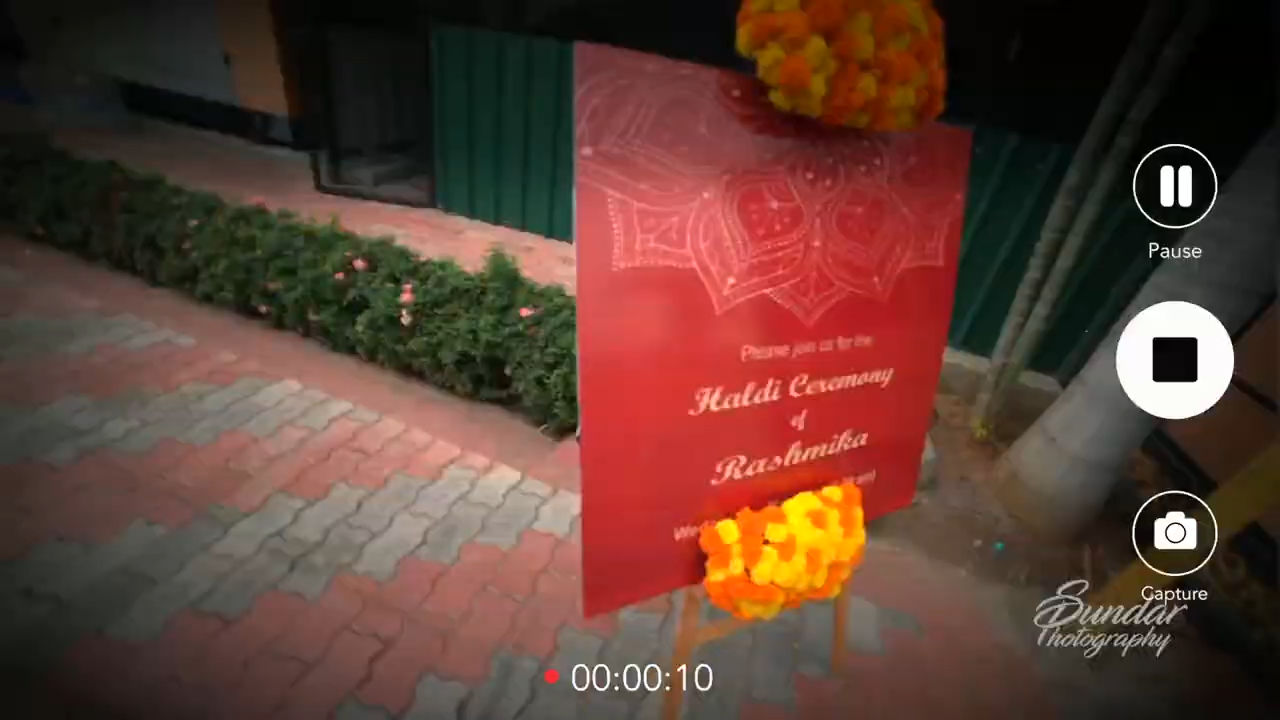 Please join us for the
Haldi Ceremony
of
Rashmika
Pause
Capture
Sundar
Photography
00:00:10